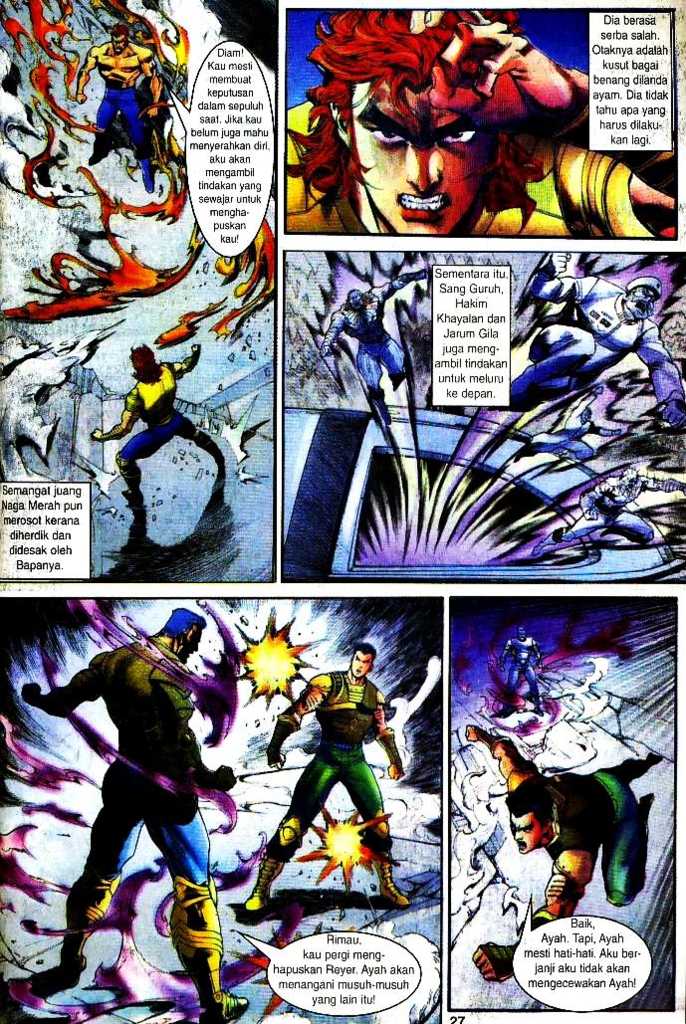 Diam!
Kau mesti
membuat
keputusan
dalam sepuluh
saat. Jika kau
belum juga mahu
menyerahkan diri,
aku akan
mengambil
tindakan yang
sewajar untuk
mengha-
puskan
kau!
Semangat juang
Naga Merah pun
merosot kerana
diherdik dan
didesak oleh
Bapanya.
Dia berasa
serba salah.
Otaknya adalah
kusut bagai
benang dilanda
ayam. Dia tidak
tahu apa yang
harus dilaku-
kan lagi.
Sementara itu,
Sang Guruh,
Hakim
Khayalan dan
Jarum Gila
juga meng-
ambil tindakan
untuk meluru
ke depan.
Rimau,
kau pergi meng-
hapuskan Reyer. Ayah akan
menangani musuh-musuh
yang lain itu!
Baik,
Ayah. Tapi, Ayah
mesti hati-hati. Aku ber-
janji aku tidak akan
mengecewakan Ayah!
27